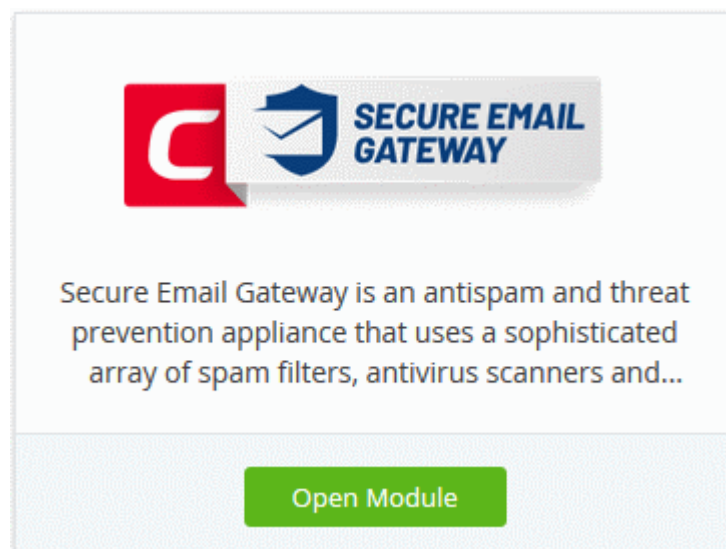 C
SECURE EMAIL
GATEWAY
Secure Email Gateway is an antispam and threat
prevention appliance that uses a sophisticated
array of spam filters, antivirus scanners and...
Open Module